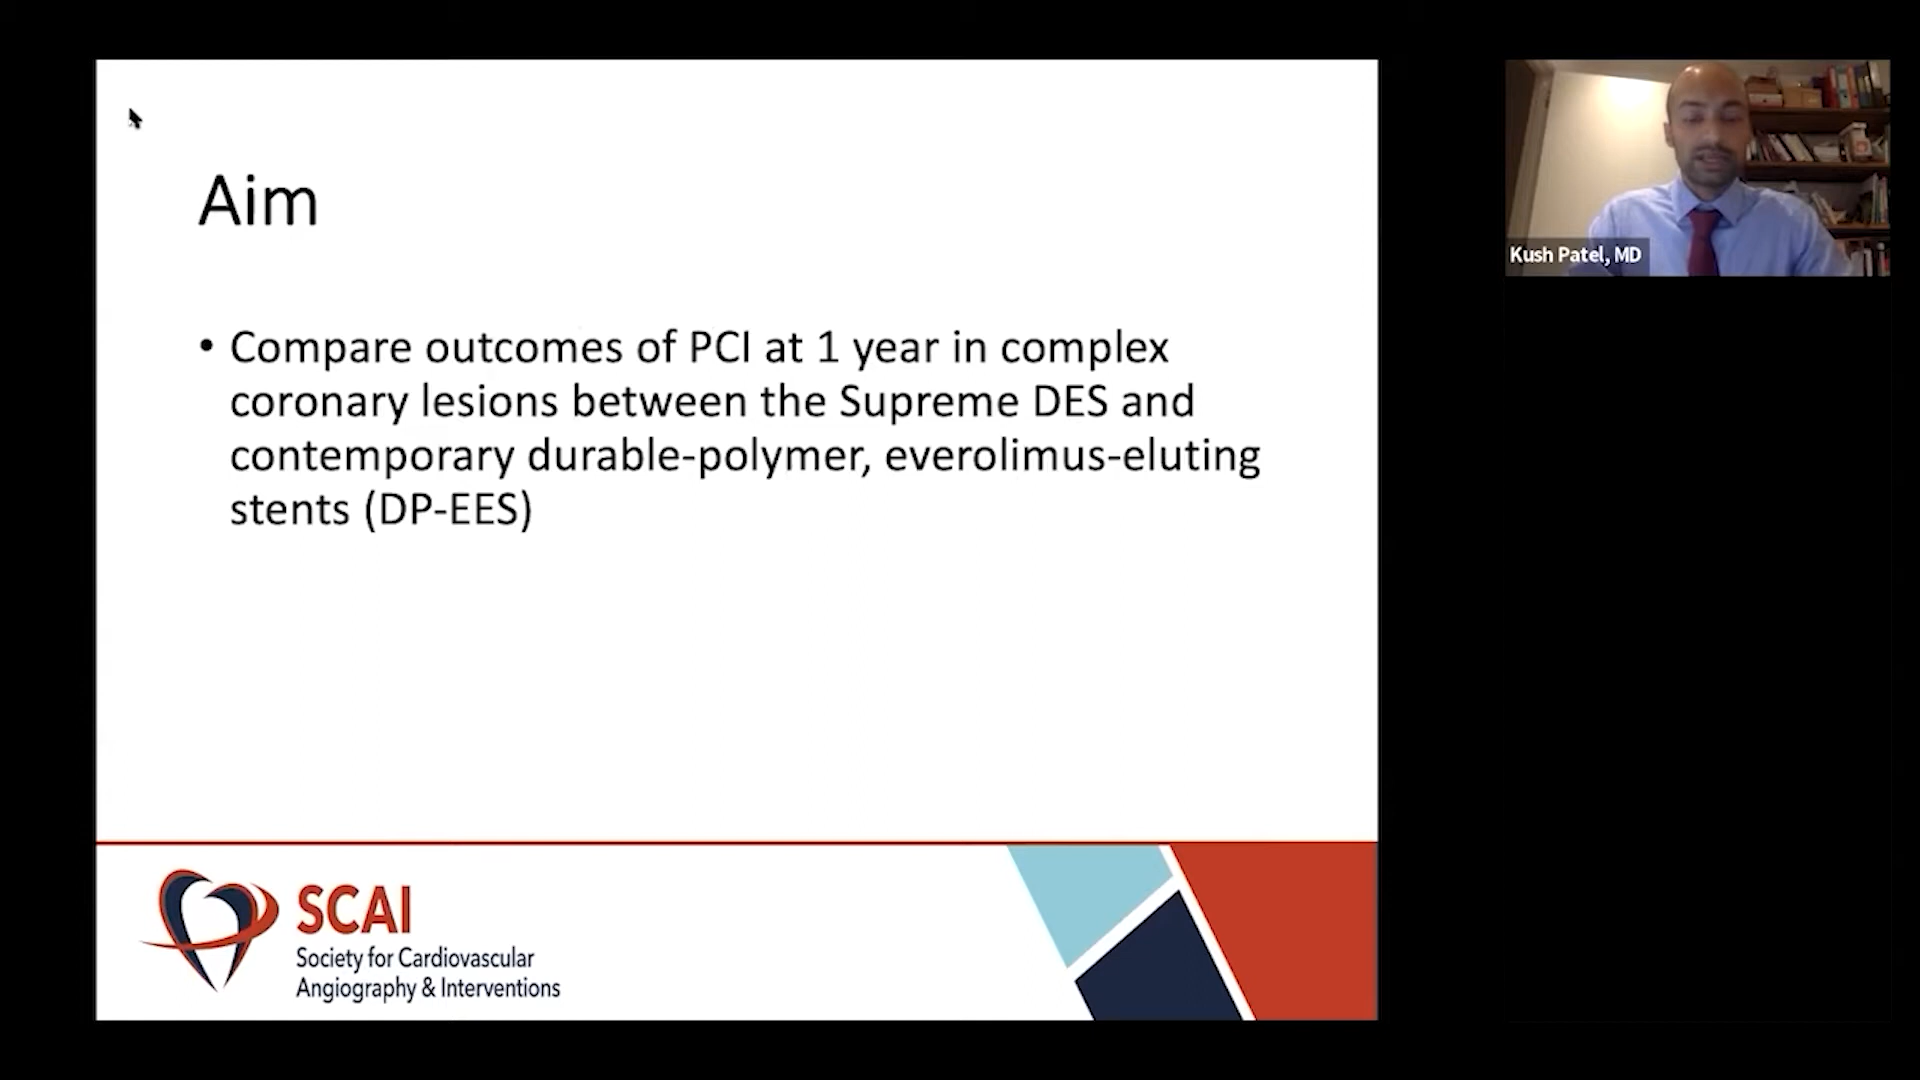 Aim
• Compare outcomes of PCI at 1 year in complex
coronary lesions between the Supreme DES and
contemporary durable-polymer, everolimus-eluting
stents (DP-EES)
SCAI
Society for Cardiovascular
Angiography & Interventions
Kush Patel, MD